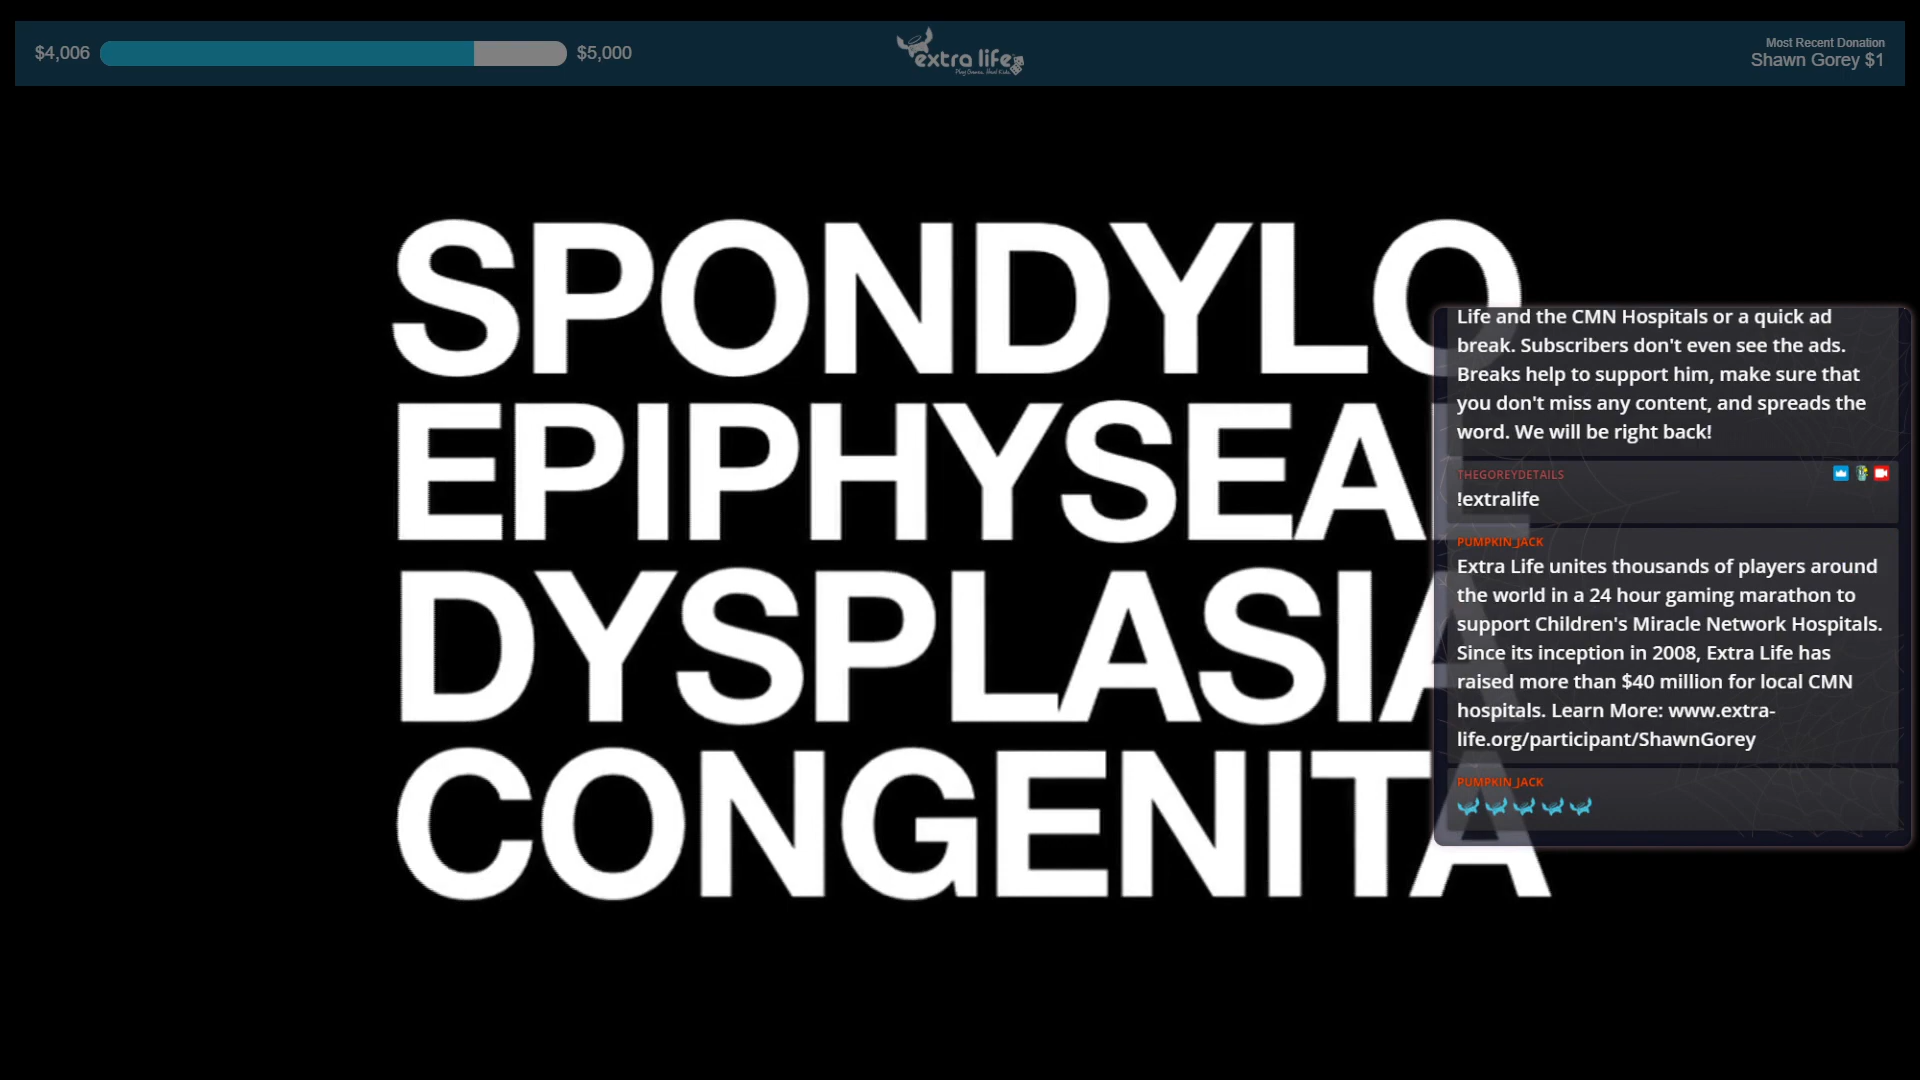 $4,006
$5,000
extra life
Play Games. Heal Kids.
Most Recent Donation
Shawn Gorey $1
SPONDYLO
EPIPHYSEAL
DYSPLASIA
CONGENITA
Life and the CMN Hospitals or a quick ad
break. Subscribers don't even see the ads.
Breaks help to support him, make sure that
you don't miss any content, and spreads the
word. We will be right back!
THEGOREYDETAILS
!extralife
PUMPKIN_JACK
Extra Life unites thousands of players around
the world in a 24 hour gaming marathon to
support Children's Miracle Network Hospitals.
Since its inception in 2008, Extra Life has
raised more than $40 million for local CMN
hospitals. Learn More: www.extra-
life.org/participant/ShawnGorey
PUMPKIN_JACK